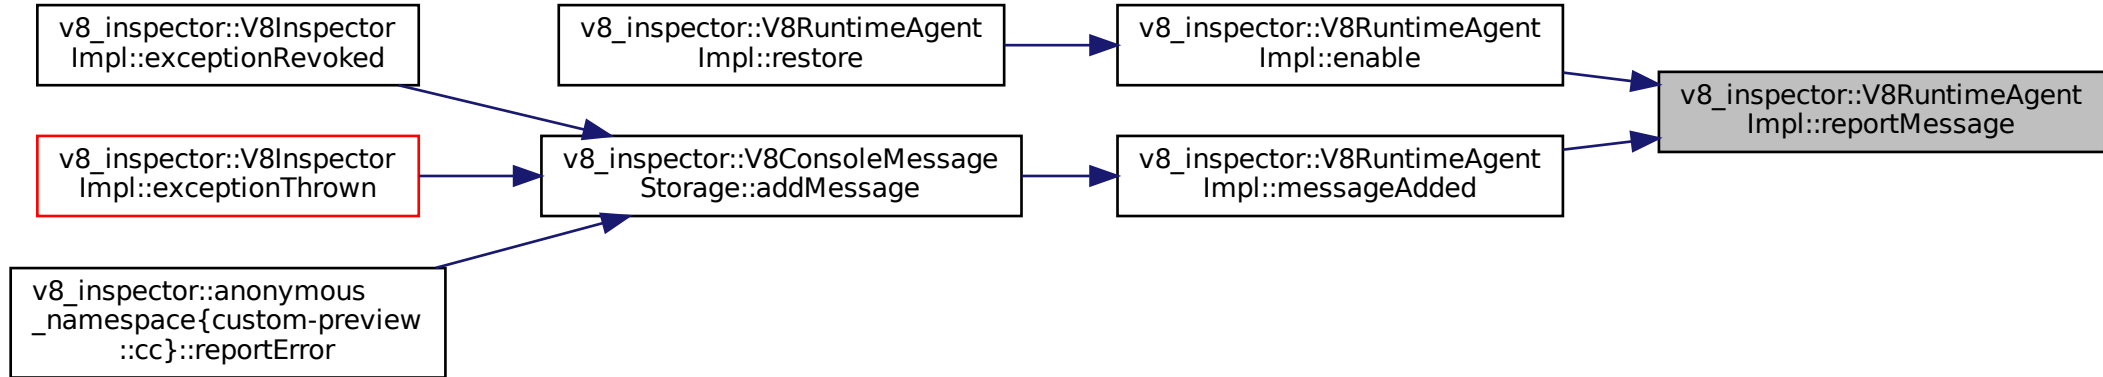 v8_inspector::V8Inspector
Impl::exceptionRevoked
v8_inspector::V8RuntimeAgent
Impl::restore
v8_inspector::V8RuntimeAgent
Impl::enable
v8_inspector::V8RuntimeAgent
Impl::reportMessage
v8_inspector::V8Inspector
Impl::exceptionThrown
v8_inspector::V8ConsoleMessage
Storage::addMessage
v8_inspector::V8RuntimeAgent
Impl::messageAdded
v8_inspector::anonymous
_namespace{custom-preview
::cc}::reportError